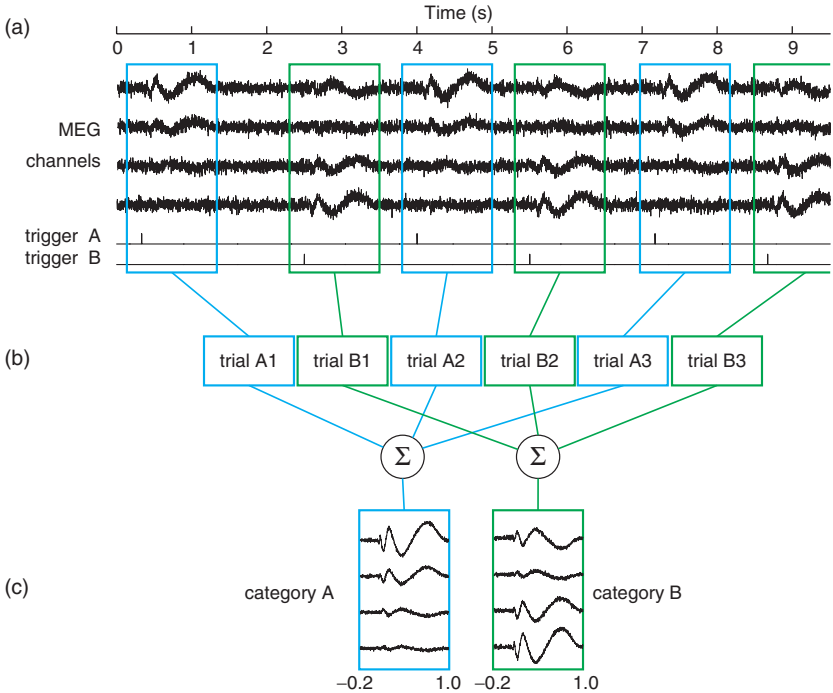 Time (s)
(a)
0 1 2 3 4 5 6 7 8 9
MEG
channels
trigger A
trigger B
(b)
trial A1 trial B1 trial A2 trial B2 trial A3 trial B3
Σ Σ
(c)
category A category B
−0.2 1.0 −0.2 1.0